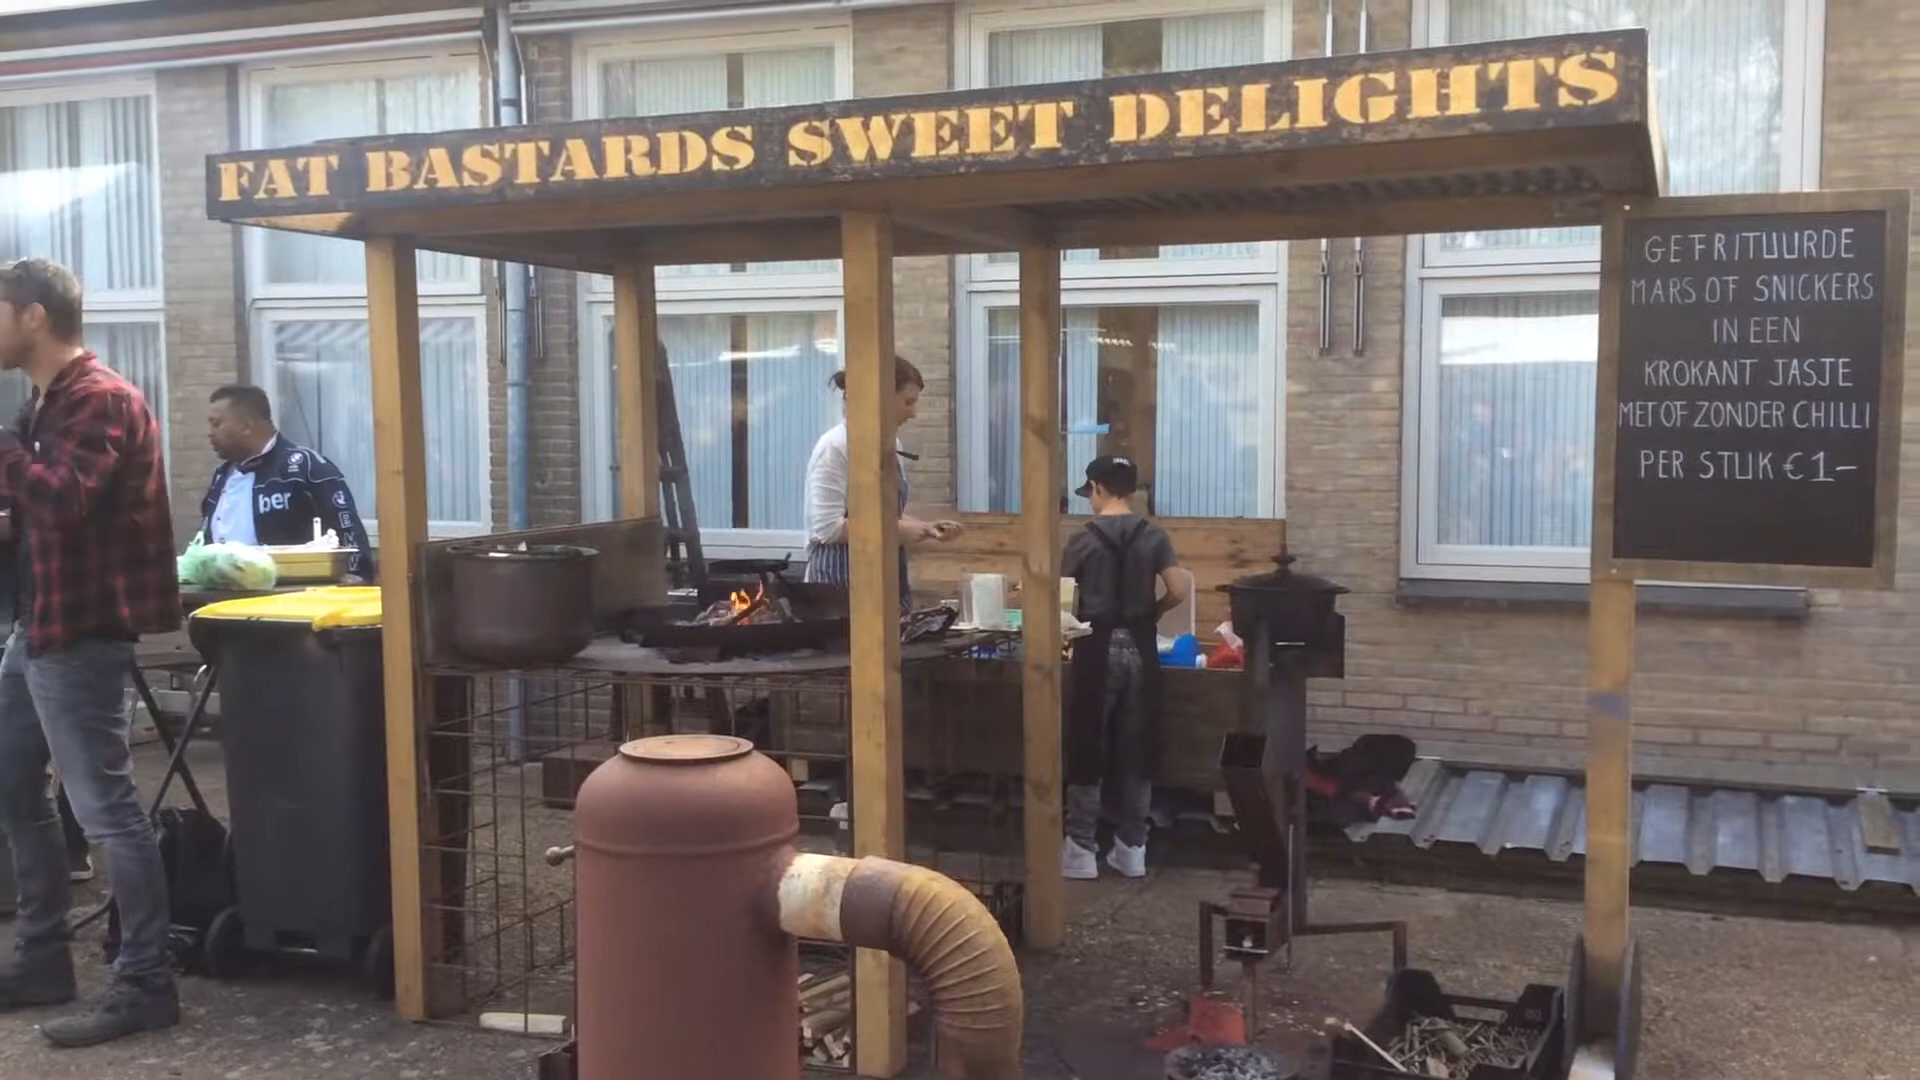 FAT BASTARDS SWEET DELIGHTS
GEFRITUURDE
MARS OF SNICKERS
IN EEN
KROKANT JASJE
MET OF ZONDER CHILLI
PER STUK € 1-
ber